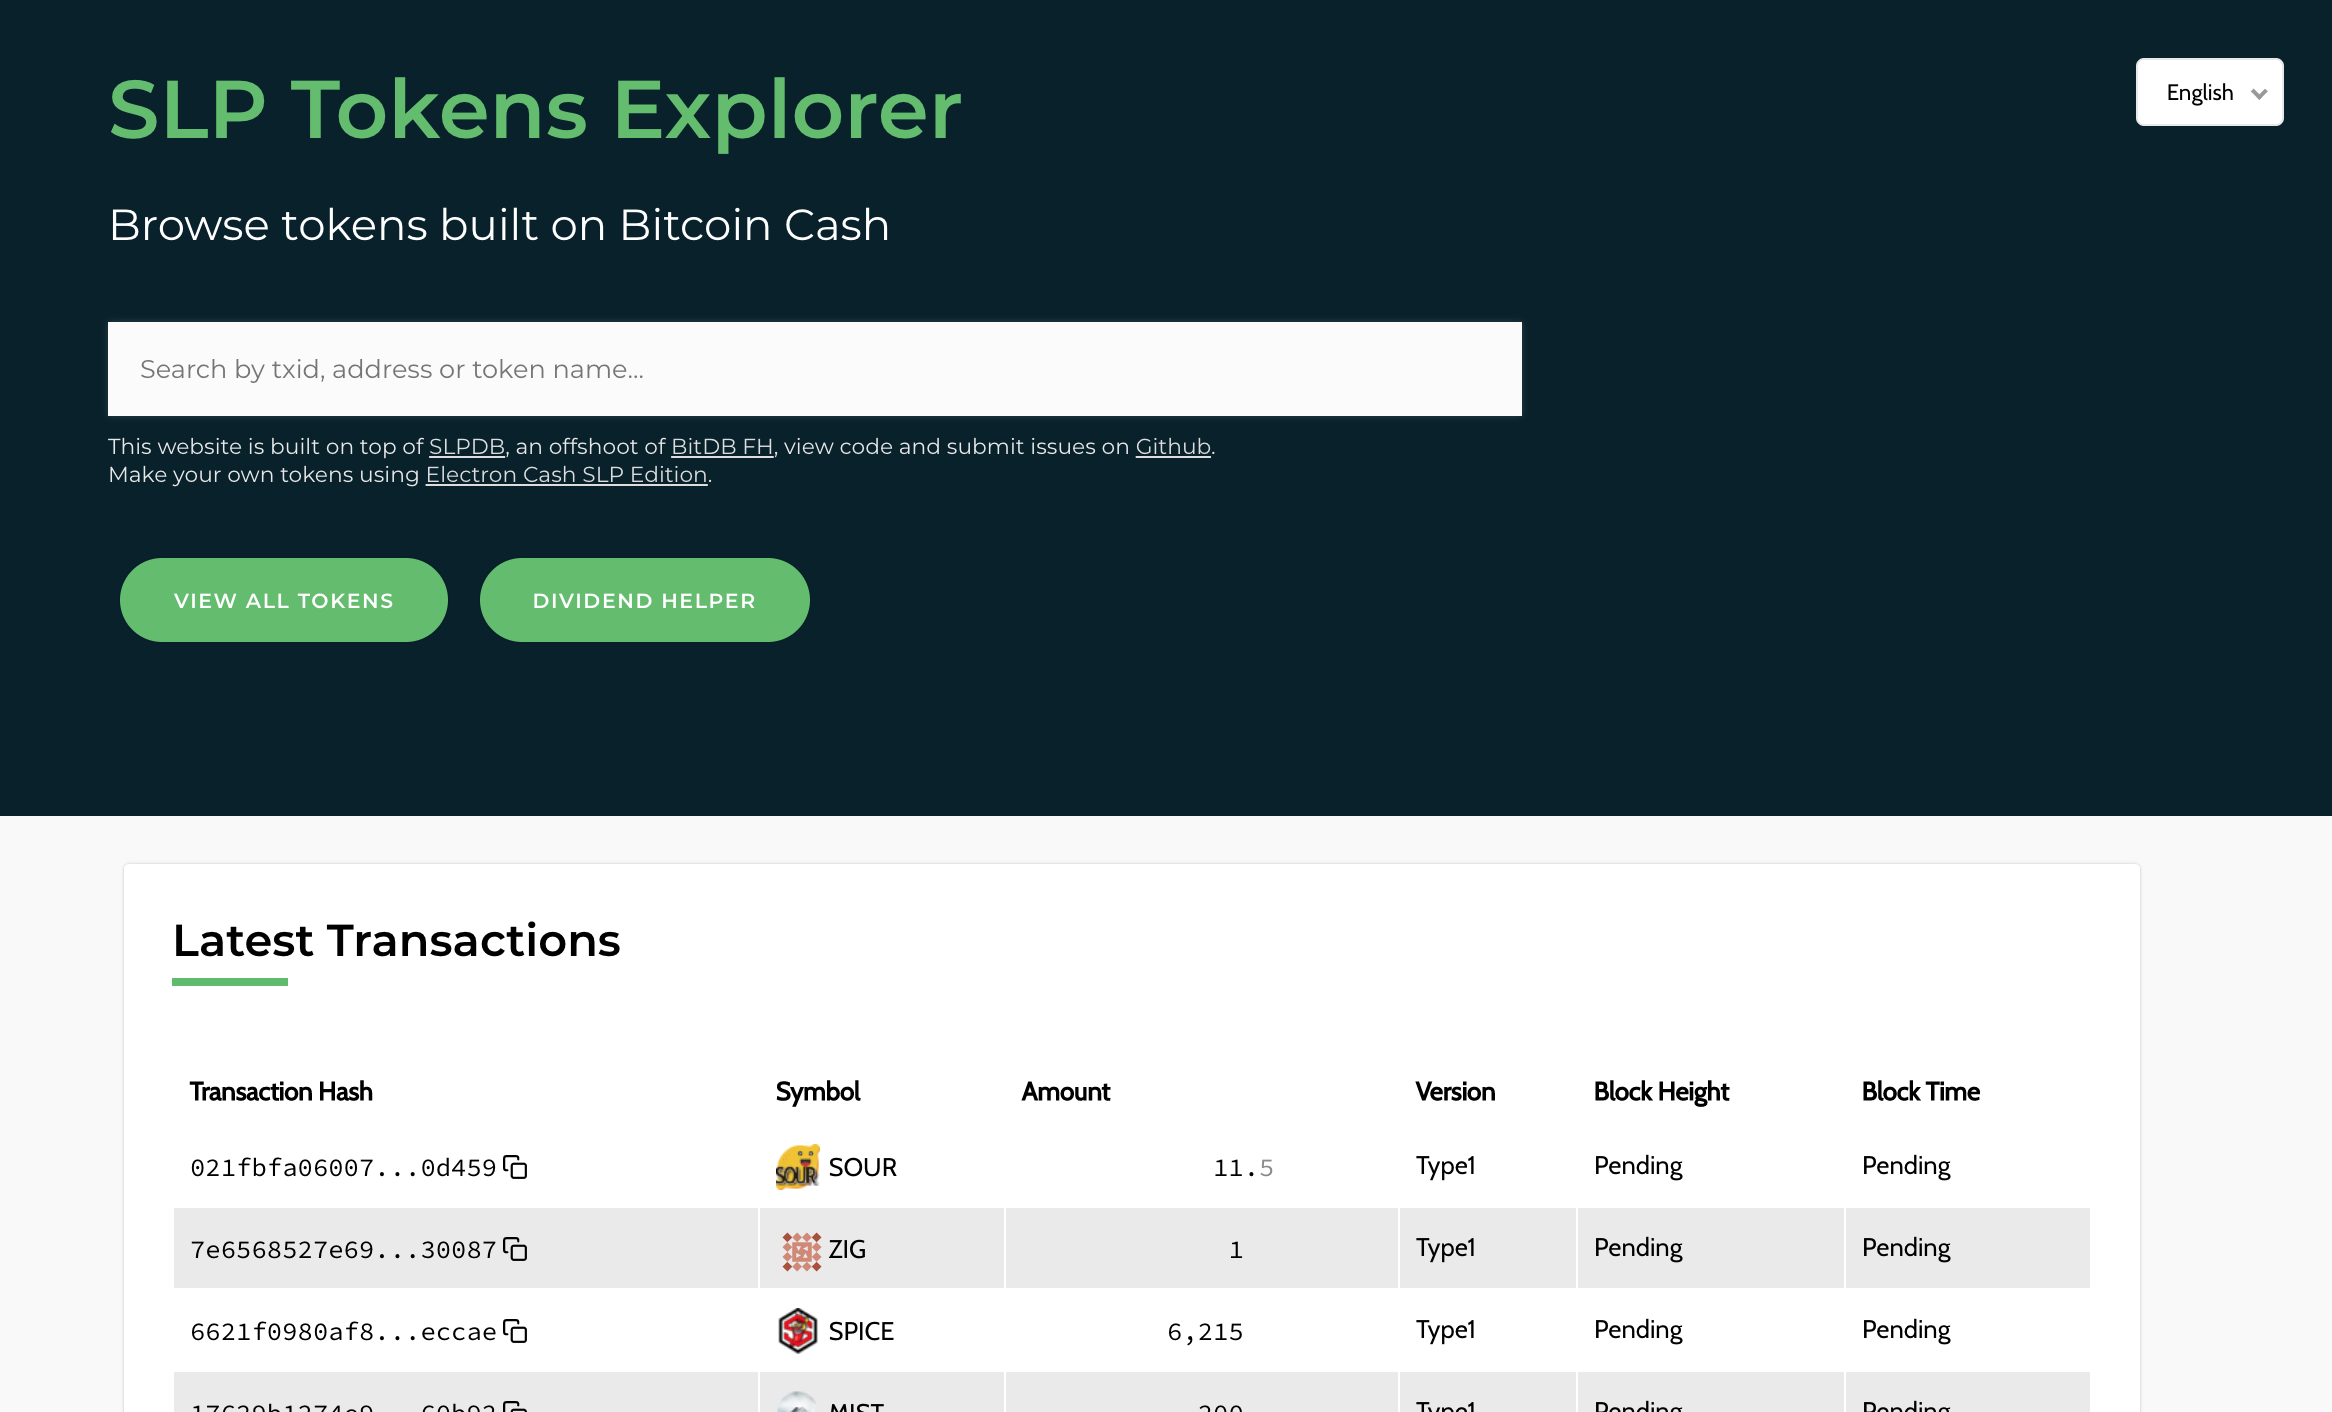 SLP Tokens Explorer
English
Browse tokens built on Bitcoin Cash
Search by txid, address or token name...
This website is built on top of SLPDB, an offshoot of BitDB FH, view code and submit issues on Github.
Make your own tokens using Electron Cash SLP Edition.
VIEW ALL TOKENS DIVIDEND HELPER
Latest Transactions
Transaction Hash Symbol Amount Version Block Height Block Time
021fbfa06007...0d459 SOUR SOUR 11.5 Type1 Pending Pending
7e6568527e69...30087 ZIG 1 Type1 Pending Pending
6621f0980af8...eccae SPICE 6,215 Type1 Pending Pending
MIST 200 Type1 Pending Pending